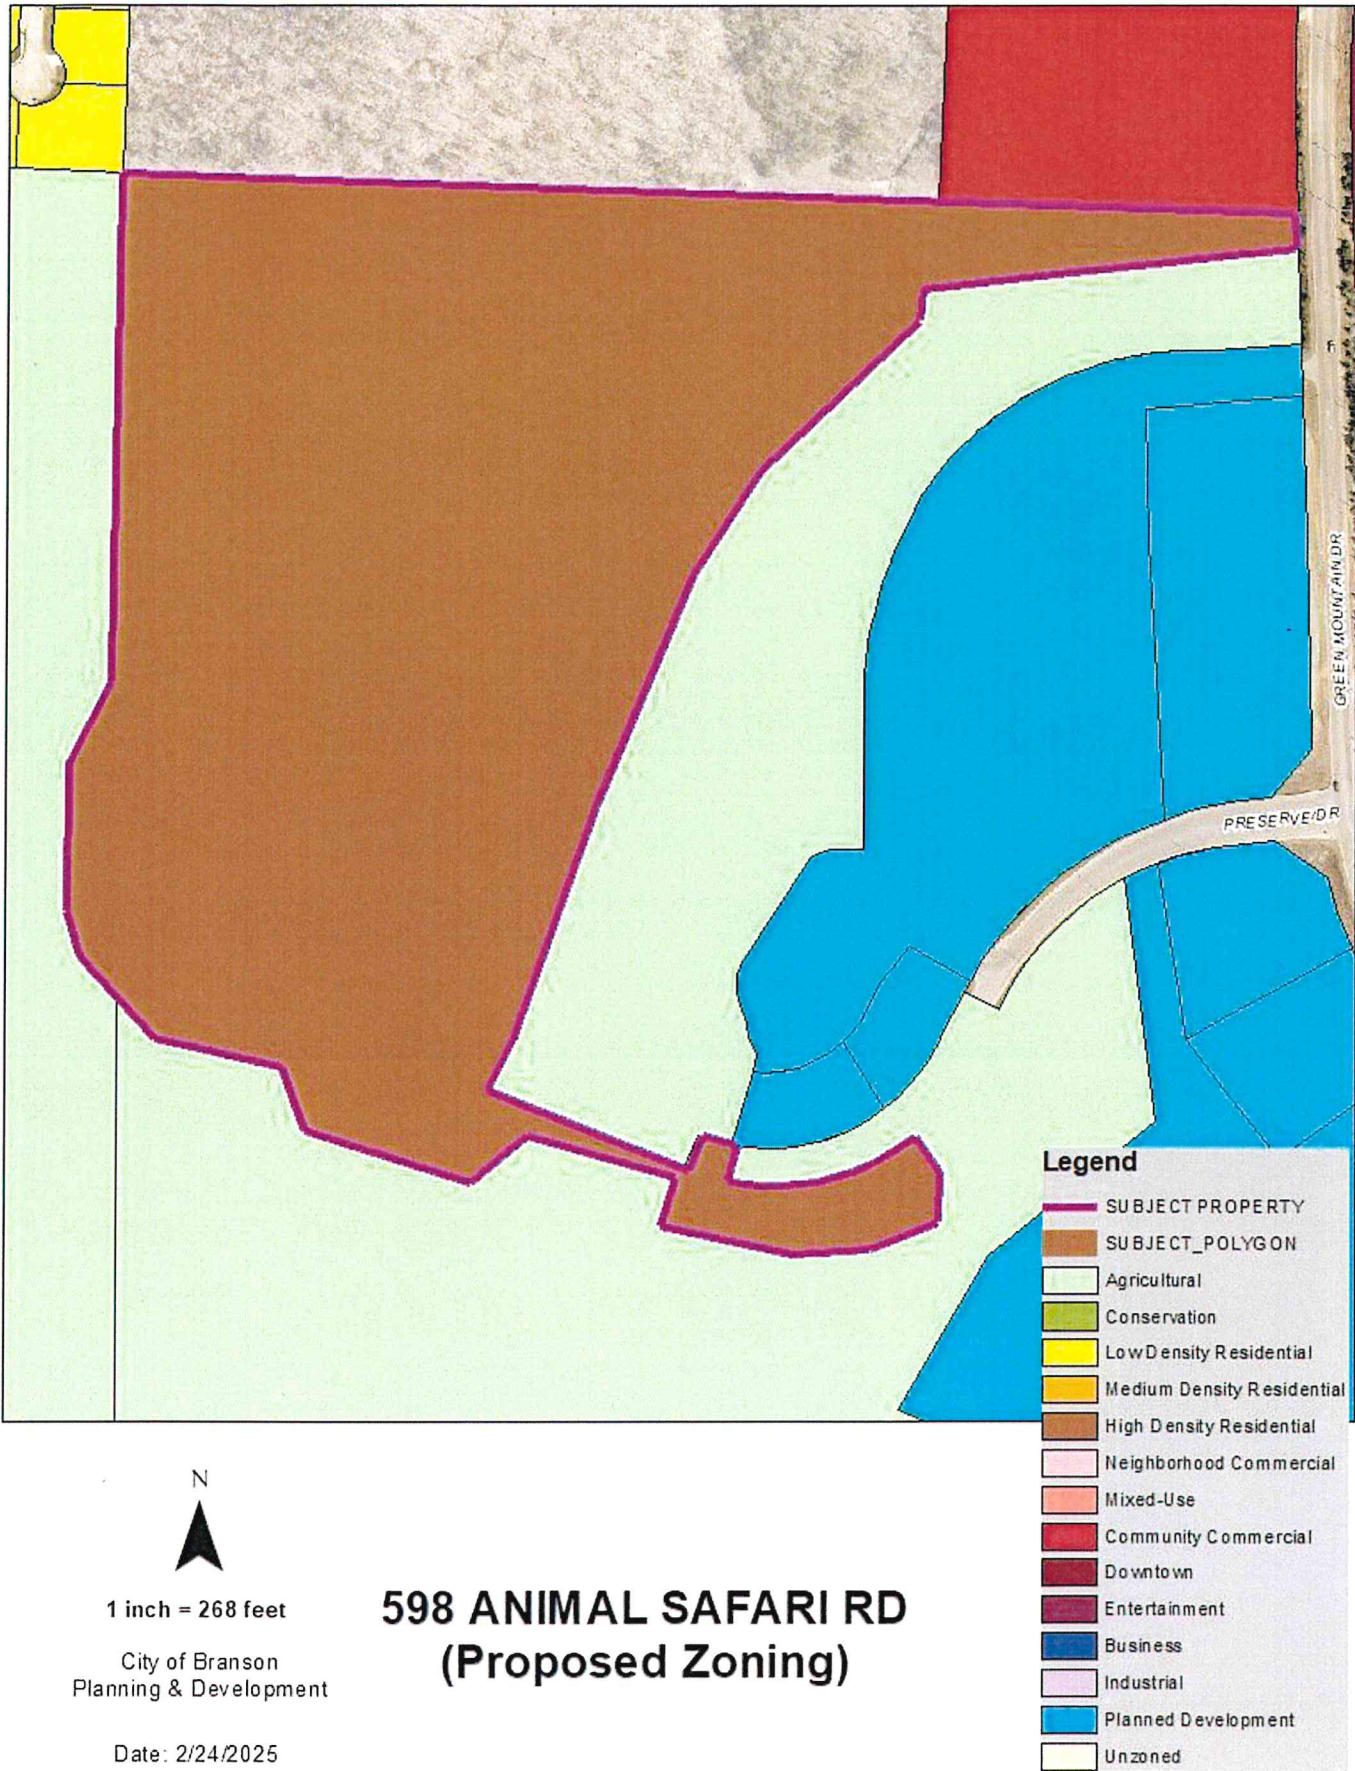 GREEN MOUNTAIN DR
PRESERVE DR
Legend
SUBJECT PROPERTY
SUBJECT_POLYGON
Agricultural
Conservation
Low Density Residential
Medium Density Residential
High Density Residential
Neighborhood Commercial
Mixed-Use
Community Commercial
Downtown
Entertainment
Business
Industrial
Planned Development
Unzoned
N
1 inch = 268 feet
City of Branson
Planning & Development
Date: 2/24/2025
598 ANIMAL SAFARI RD
(Proposed Zoning)